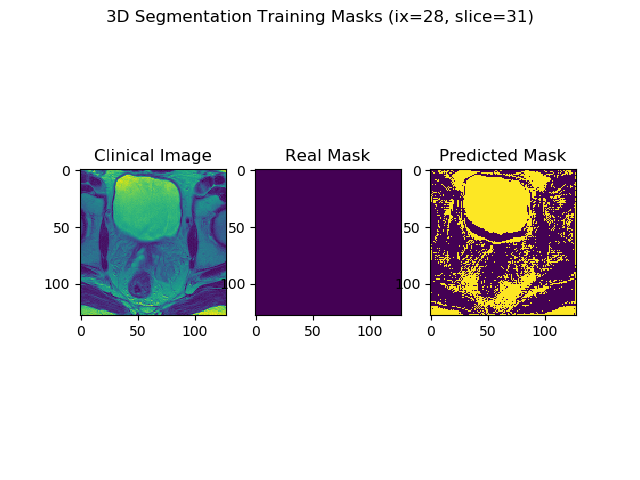 3D Segmentation Training Masks (ix=28, slice=31)
Clinical Image Real Mask Predicted Mask
0 0 0
50 50 50
100 100 100
0 50 100 0 50 100 0 50 100